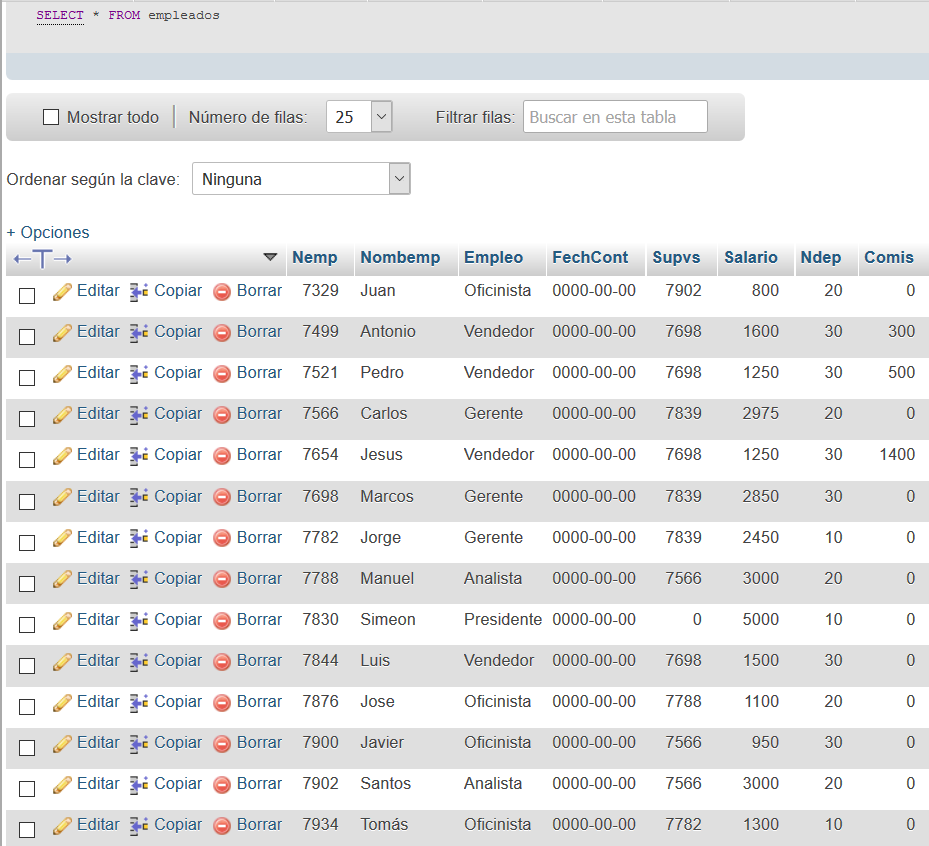 SELECT * FROM empleados
Mostrar todo Número de filas: 25 Filtrar filas: Buscar en esta tabla
Ordenar según la clave: Ninguna
+ Opciones
←T→ Nemp Nombemp Empleo FechCont Supvs Salario Ndep Comis
Editar Copiar Borrar 7329 Juan Oficinista 0000-00-00 7902 800 20 0
Editar Copiar Borrar 7499 Antonio Vendedor 0000-00-00 7698 1600 30 300
Editar Copiar Borrar 7521 Pedro Vendedor 0000-00-00 7698 1250 30 500
Editar Copiar Borrar 7566 Carlos Gerente 0000-00-00 7839 2975 20 0
Editar Copiar Borrar 7654 Jesus Vendedor 0000-00-00 7698 1250 30 1400
Editar Copiar Borrar 7698 Marcos Gerente 0000-00-00 7839 2850 30 0
Editar Copiar Borrar 7782 Jorge Gerente 0000-00-00 7839 2450 10 0
Editar Copiar Borrar 7788 Manuel Analista 0000-00-00 7566 3000 20 0
Editar Copiar Borrar 7830 Simeon Presidente 0000-00-00 0 5000 10 0
Editar Copiar Borrar 7844 Luis Vendedor 0000-00-00 7698 1500 30 0
Editar Copiar Borrar 7876 Jose Oficinista 0000-00-00 7788 1100 20 0
Editar Copiar Borrar 7900 Javier Oficinista 0000-00-00 7566 950 30 0
Editar Copiar Borrar 7902 Santos Analista 0000-00-00 7566 3000 20 0
Editar Copiar Borrar 7934 Tomás Oficinista 0000-00-00 7782 1300 10 0